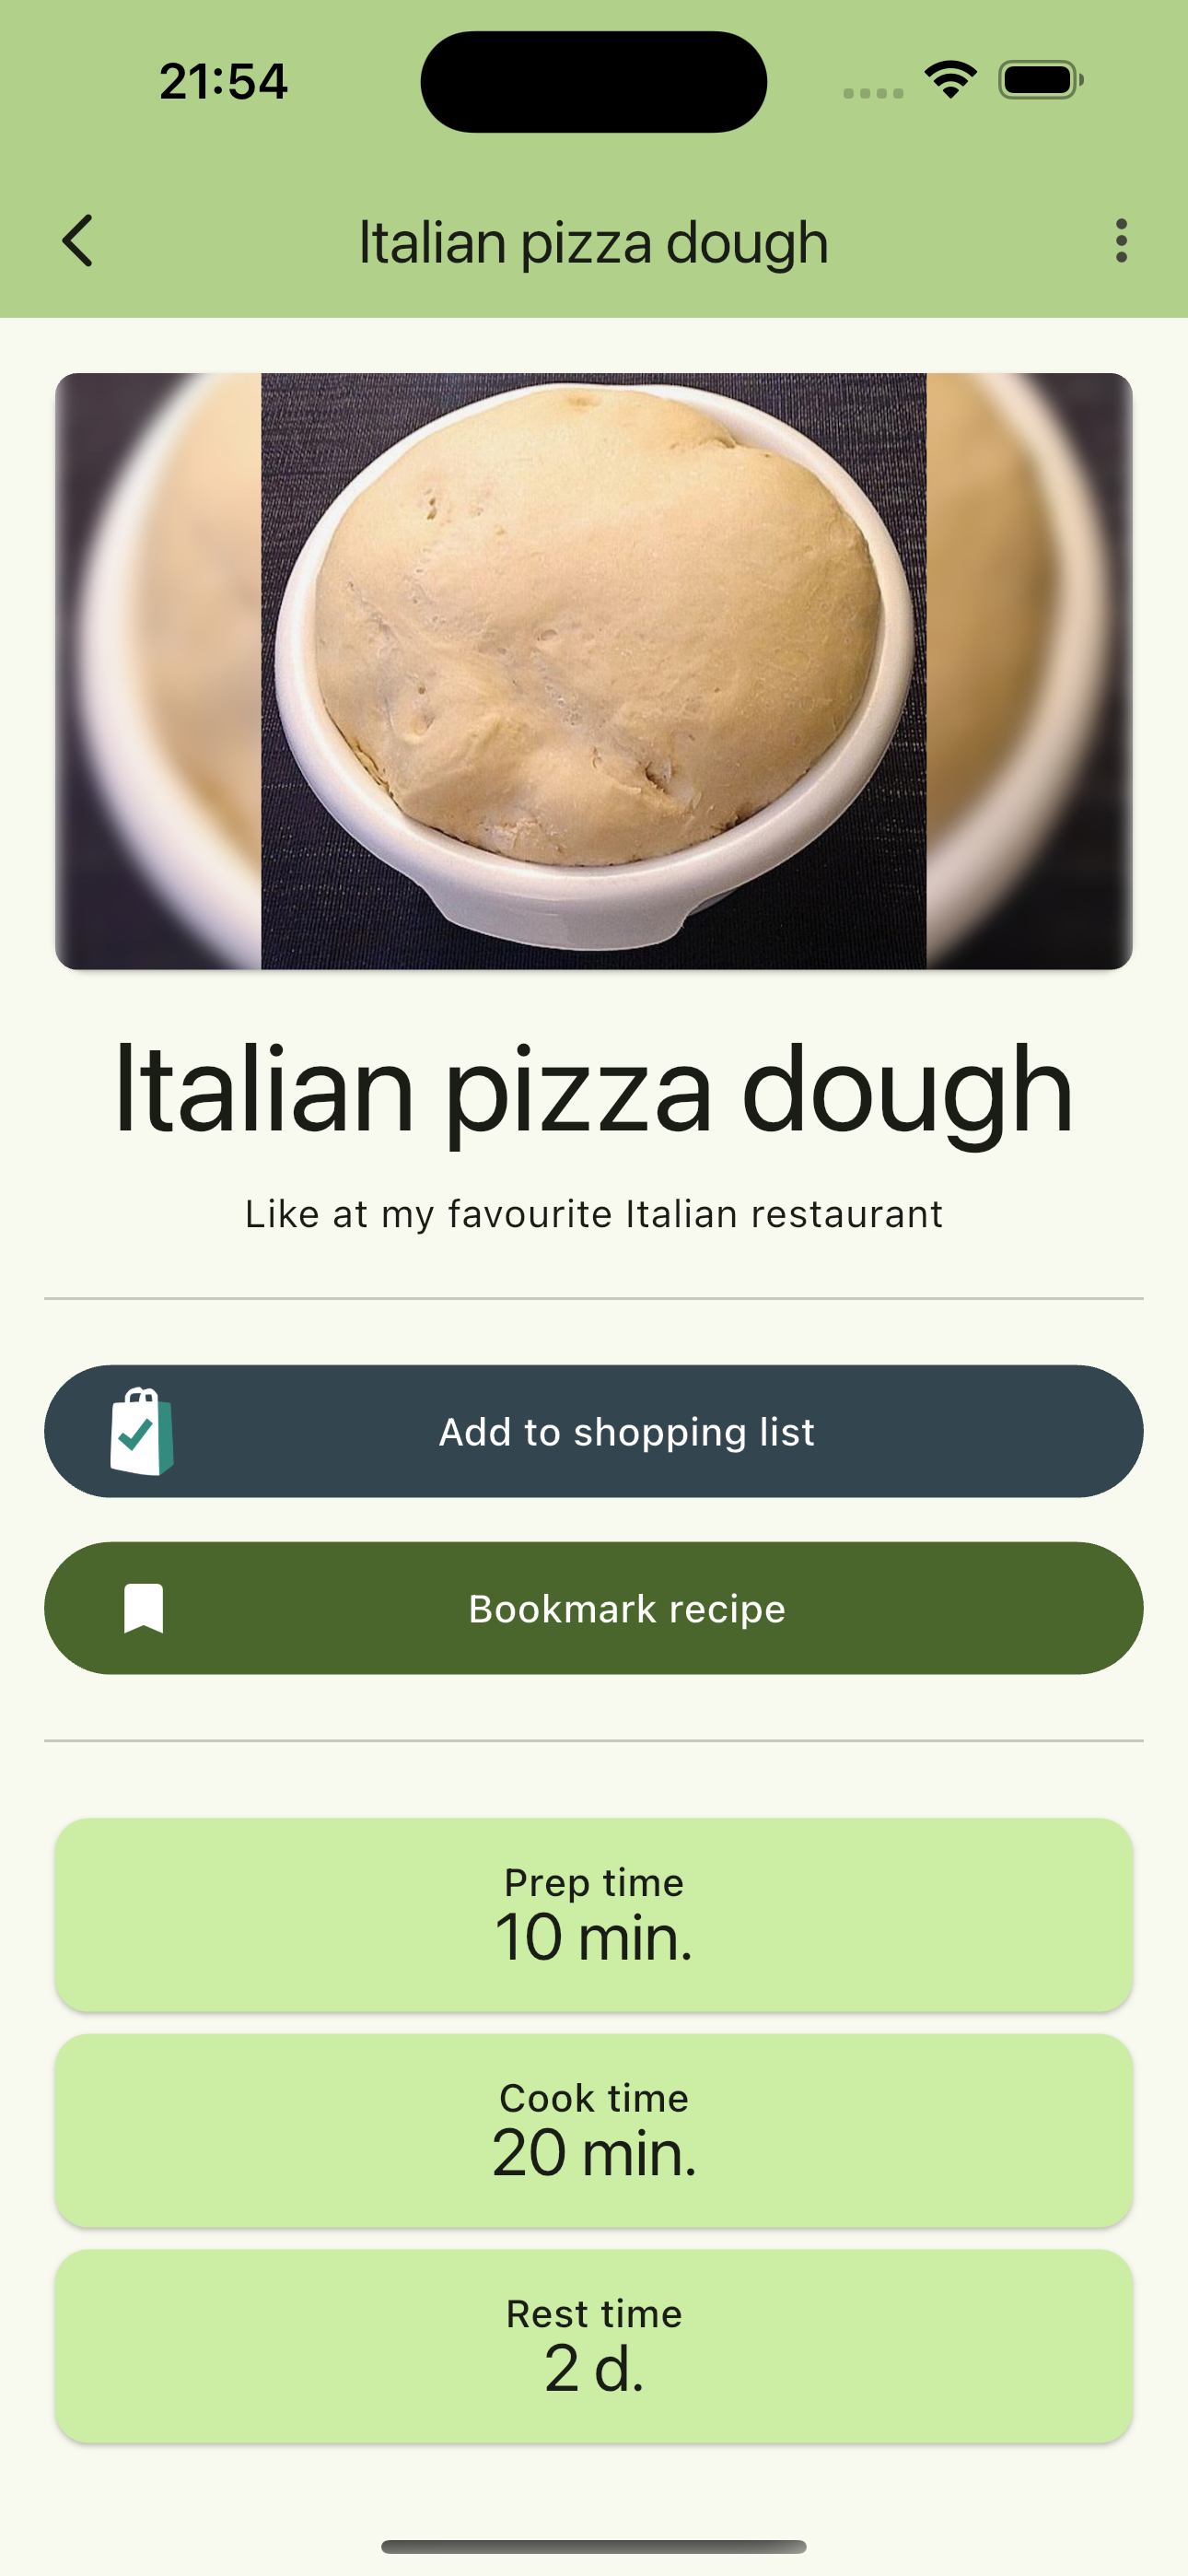 21:54
Italian pizza dough
Italian pizza dough
Like at my favourite Italian restaurant
Add to shopping list
Bookmark recipe
Prep time
10 min.
Cook time
20 min.
Rest time
2 d.